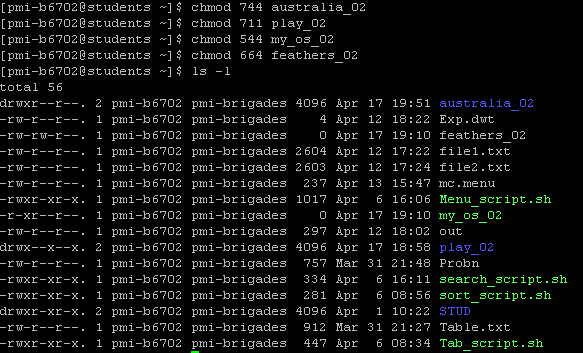 [pmi-b6702@students ~]$ chmod 744 australia_02
[pmi-b6702@students ~]$ chmod 711 play_02
[pmi-b6702@students ~]$ chmod 544 my_os_02
[pmi-b6702@students ~]$ chmod 664 feathers_02
[pmi-b6702@students ~]$ ls -l
total 56
drwxr--r--. 2 pmi-b6702 pmi-brigades 4096 Apr 17 19:51 australia_02
-rw-r--r--. 1 pmi-b6702 pmi-brigades    4 Apr 12 18:22 Exp.dwt
-rw-rw-r--. 1 pmi-b6702 pmi-brigades    0 Apr 17 19:10 feathers_02
-rw-r--r--. 1 pmi-b6702 pmi-brigades 2604 Apr 12 17:22 file1.txt
-rw-r--r--. 1 pmi-b6702 pmi-brigades 2603 Apr 12 17:24 file2.txt
-rw-r--r--. 1 pmi-b6702 pmi-brigades  237 Apr 13 15:47 mc.menu
-rwxr-xr-x. 1 pmi-b6702 pmi-brigades 1017 Apr  6 16:06 Menu_script.sh
-r-xr--r--. 1 pmi-b6702 pmi-brigades    0 Apr 17 19:10 my_os_02
-rw-r--r--. 1 pmi-b6702 pmi-brigades  297 Apr 12 18:02 out
drwx--x--x. 2 pmi-b6702 pmi-brigades 4096 Apr 17 18:58 play_02
-rw-r--r--. 1 pmi-b6702 pmi-brigades  757 Mar 31 21:48 Probn
-rwxr-xr-x. 1 pmi-b6702 pmi-brigades  334 Apr  6 16:11 search_script.sh
-rwxr-xr-x. 1 pmi-b6702 pmi-brigades  281 Apr  6 08:56 sort_script.sh
drwxr-xr-x. 2 pmi-b6702 pmi-brigades 4096 Apr  1 10:22 STUD
-rw-r--r--. 1 pmi-b6702 pmi-brigades  912 Mar 31 21:27 Table.txt
-rwxr-xr-x. 1 pmi-b6702 pmi-brigades  447 Apr  6 08:34 Tab_script.sh